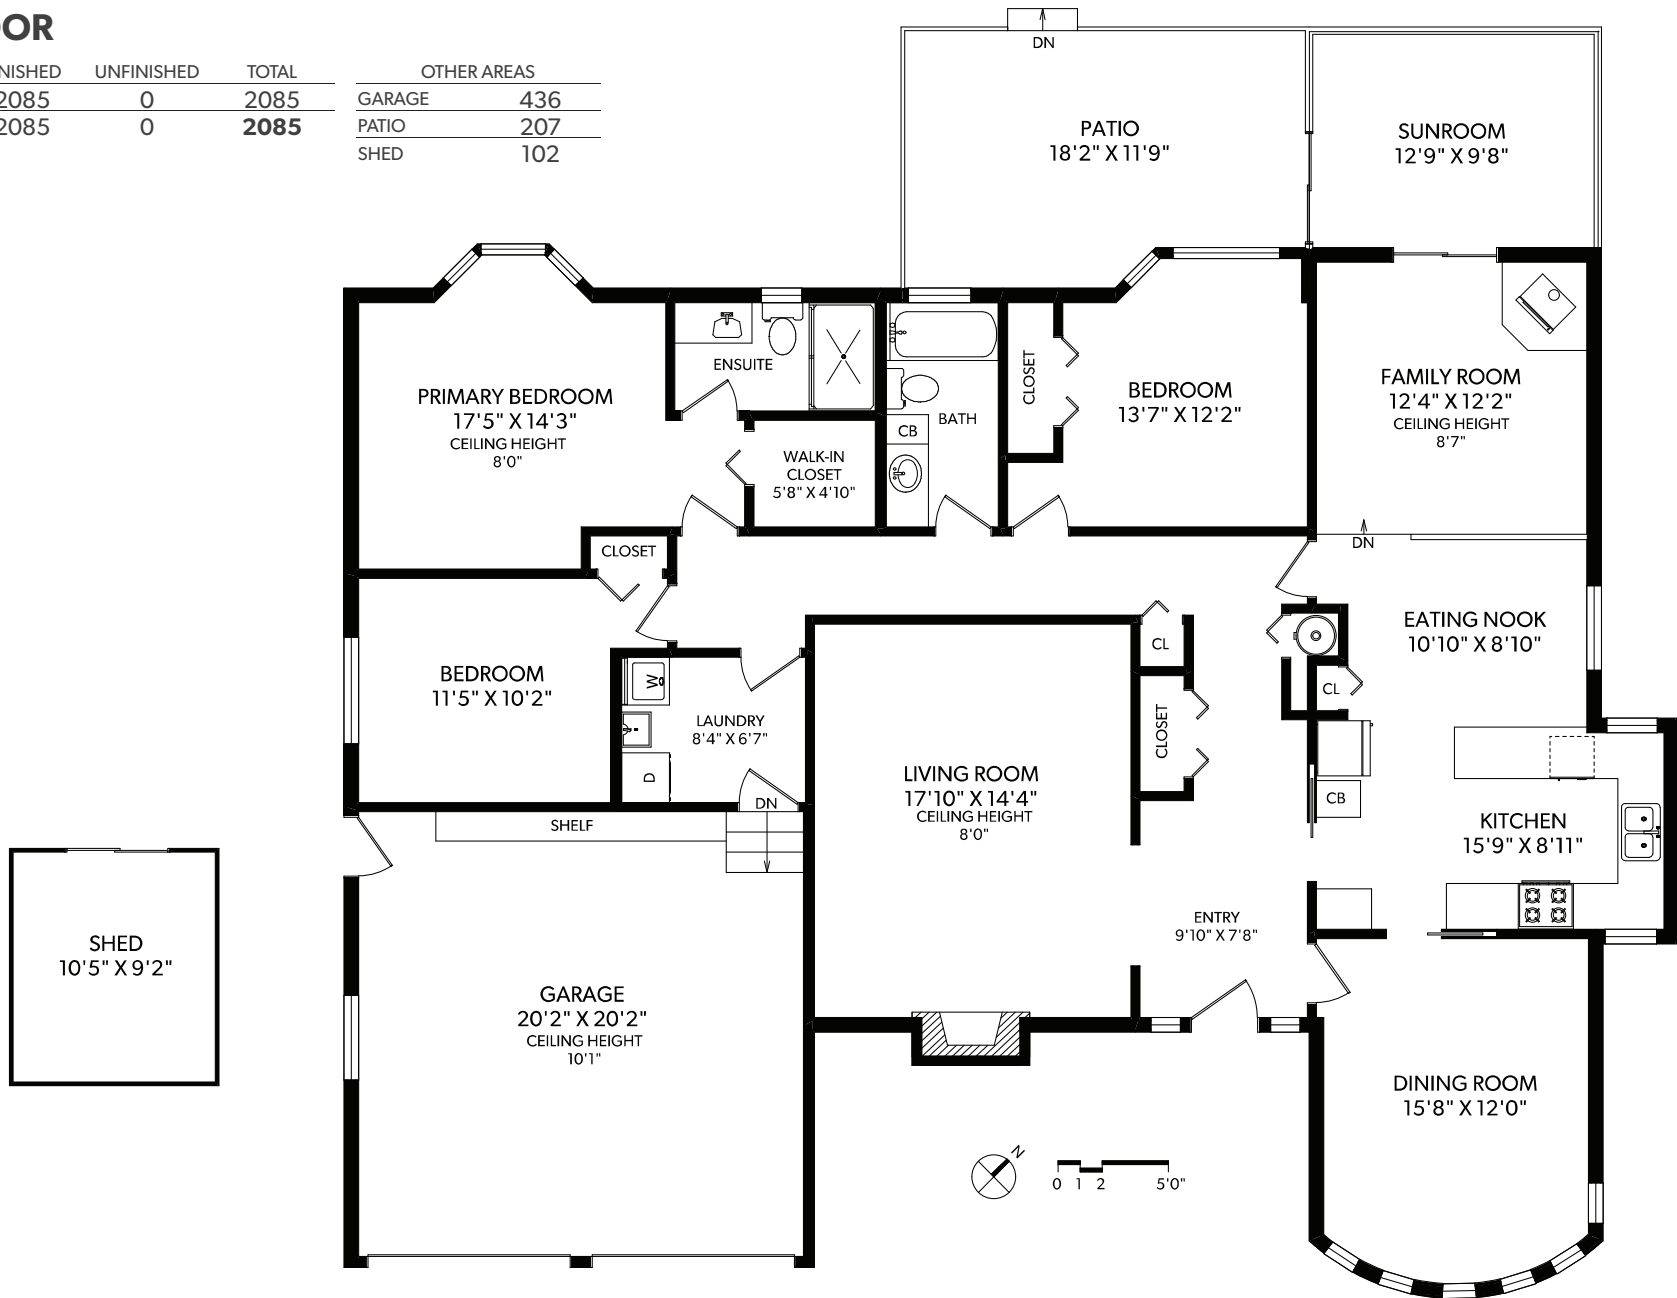 OOR
NISHED UNFINISHED TOTAL
2085 0 2085
2085 0 2085
OTHER AREAS
GARAGE 436
PATIO 207
SHED 102
DN
PATIO
18'2" X 11'9"
SUNROOM
12'9" X 9'8"
PRIMARY BEDROOM
17'5" X 14'3"
CEILING HEIGHT
8'0"
ENSUITE
WALK-IN
CLOSET
5'8" X 4'10"
BATH
CB
CLOSET
BEDROOM
13'7" X 12'2"
FAMILY ROOM
12'4" X 12'2"
CEILING HEIGHT
8'7"
DN
CLOSET
BEDROOM
11'5" X 10'2"
W
LAUNDRY
8'4" X 6'7"
D
DN
SHELF
LIVING ROOM
17'10" X 14'4"
CEILING HEIGHT
8'0"
CL
CLOSET
EATING NOOK
10'10" X 8'10"
CL
CB
KITCHEN
15'9" X 8'11"
ENTRY
9'10" X 7'8"
SHED
10'5" X 9'2"
GARAGE
20'2" X 20'2"
CEILING HEIGHT
10'1"
DINING ROOM
15'8" X 12'0"
N
0 1 2 5'0"